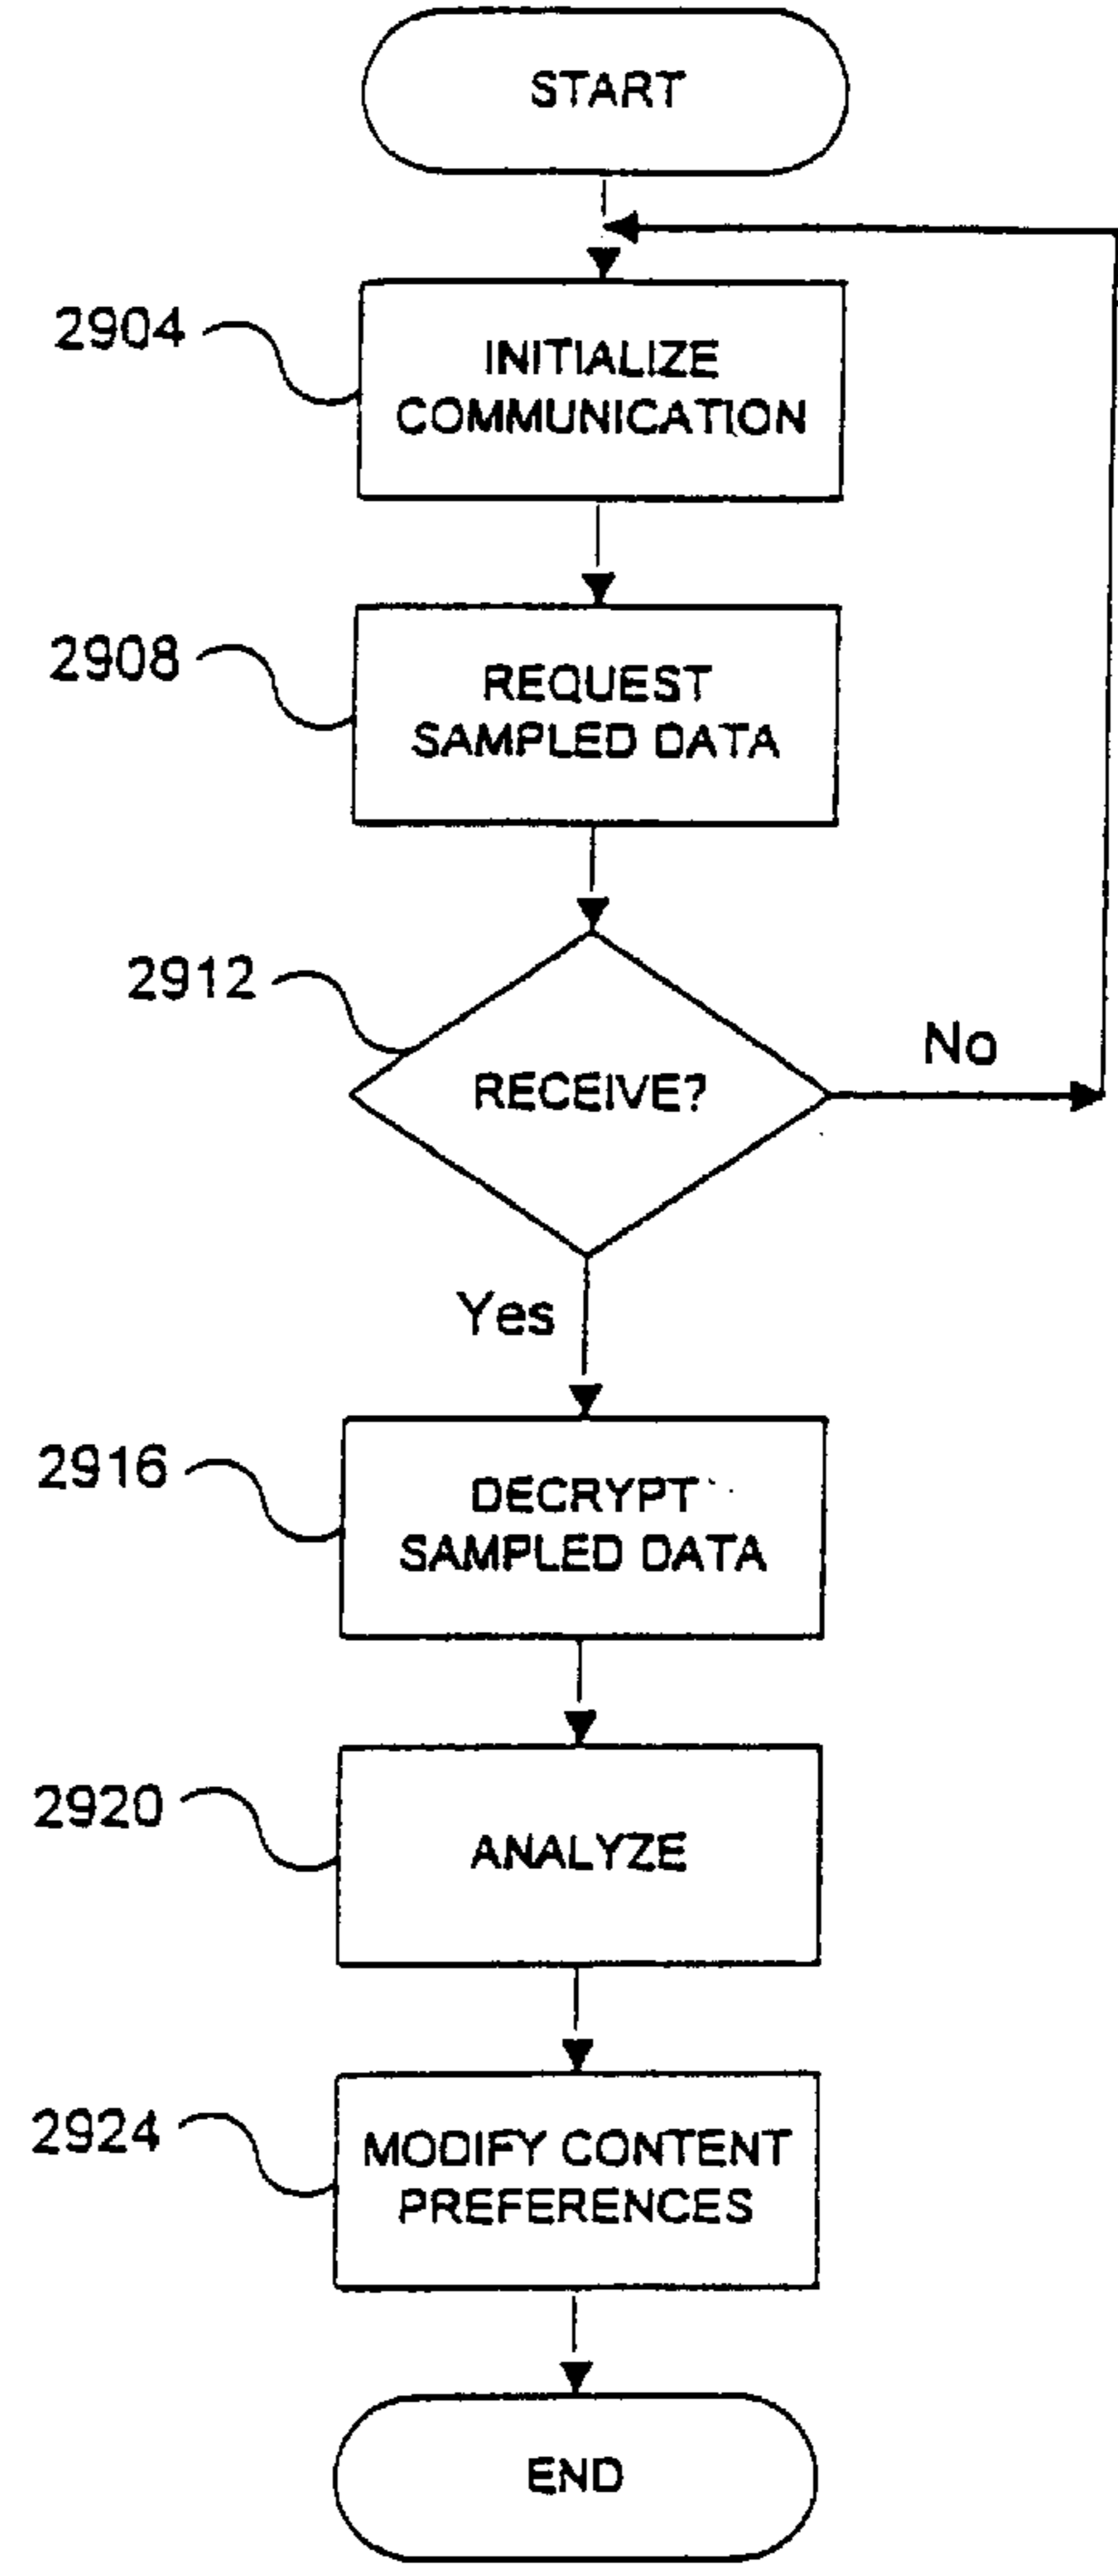 START
2904
INITIALIZE
COMMUNICATION
2908
REQUEST
SAMPLED DATA
2912
RECEIVE?
No
Yes
2916
DECRYPT
SAMPLED DATA
2920
ANALYZE
2924
MODIFY CONTENT
PREFERENCES
END